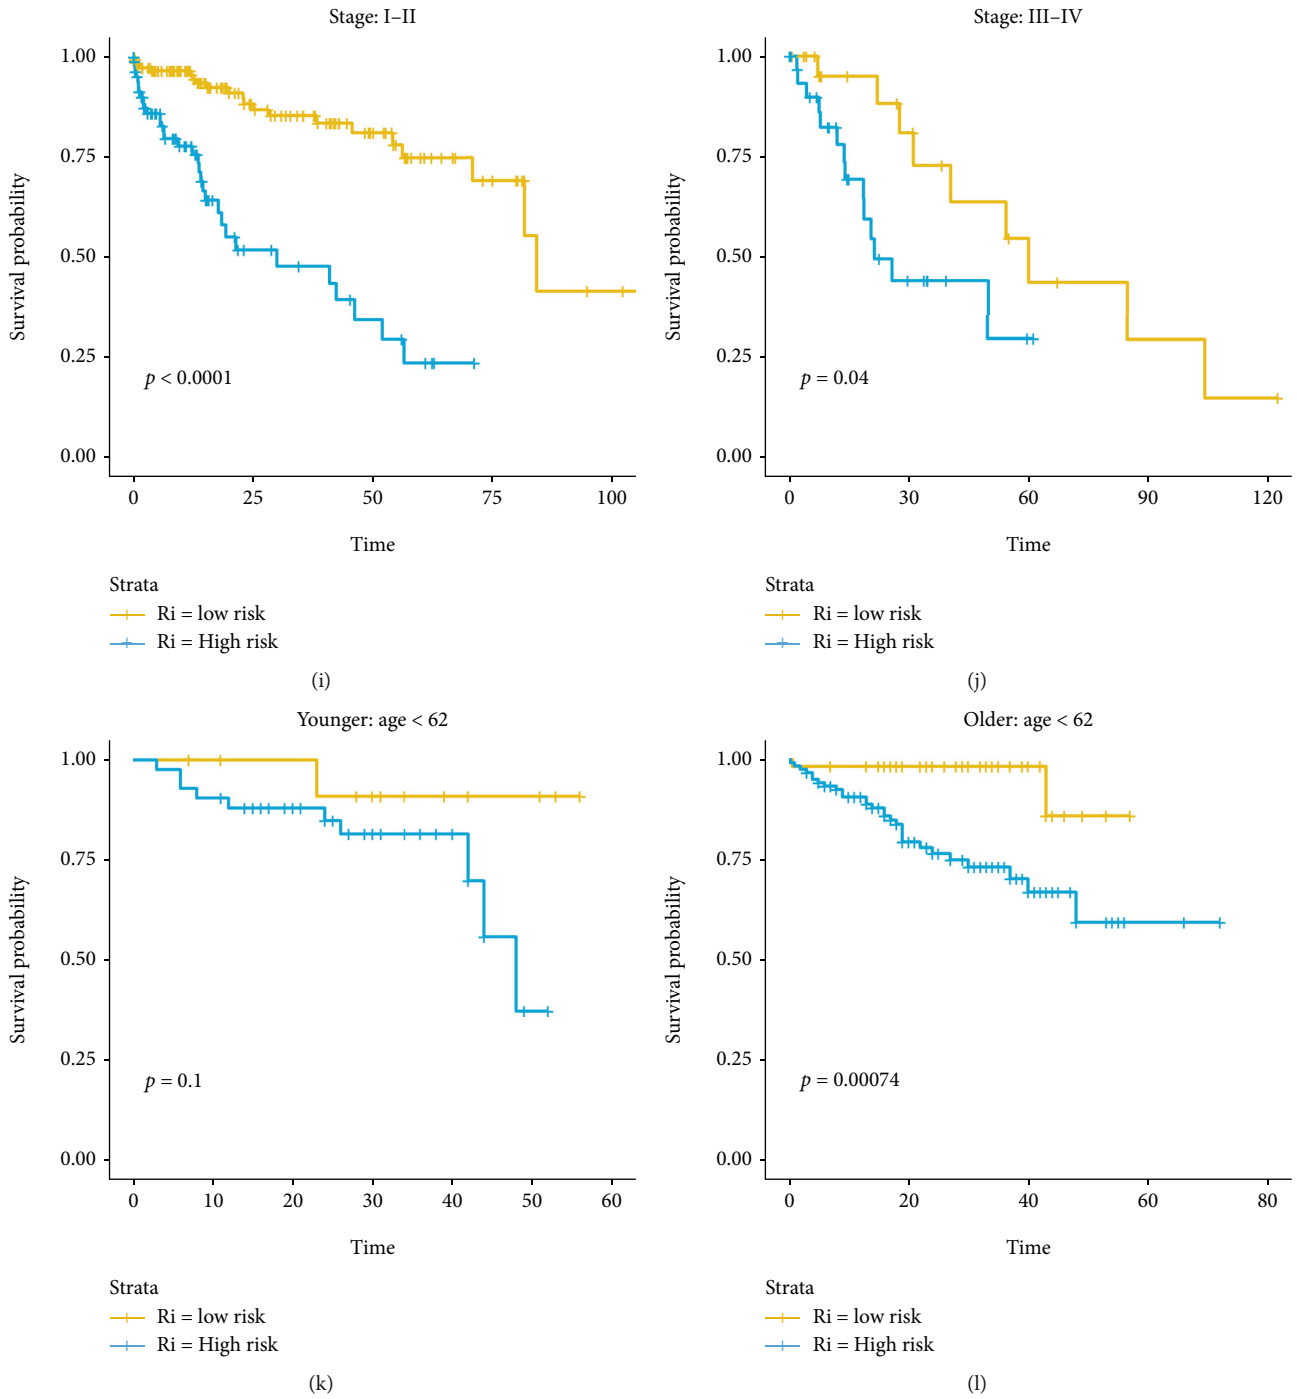 Stage: I–II
Survival probability
1.00
0.75
0.50
0.25
0.00
p < 0.0001
0 25 50 75 100
Time
Strata
Ri = low risk
Ri = High risk
(i)
Stage: III–IV
Survival probability
1.00
0.75
0.50
0.25
0.00
p = 0.04
0 30 60 90 120
Time
Strata
Ri = low risk
Ri = High risk
(j)
Younger: age < 62
Survival probability
1.00
0.75
0.50
0.25
0.00
p = 0.1
0 10 20 30 40 50 60
Time
Strata
Ri = low risk
Ri = High risk
(k)
Older: age < 62
Survival probability
1.00
0.75
0.50
0.25
0.00
p = 0.00074
0 20 40 60 80
Time
Strata
Ri = low risk
Ri = High risk
(l)